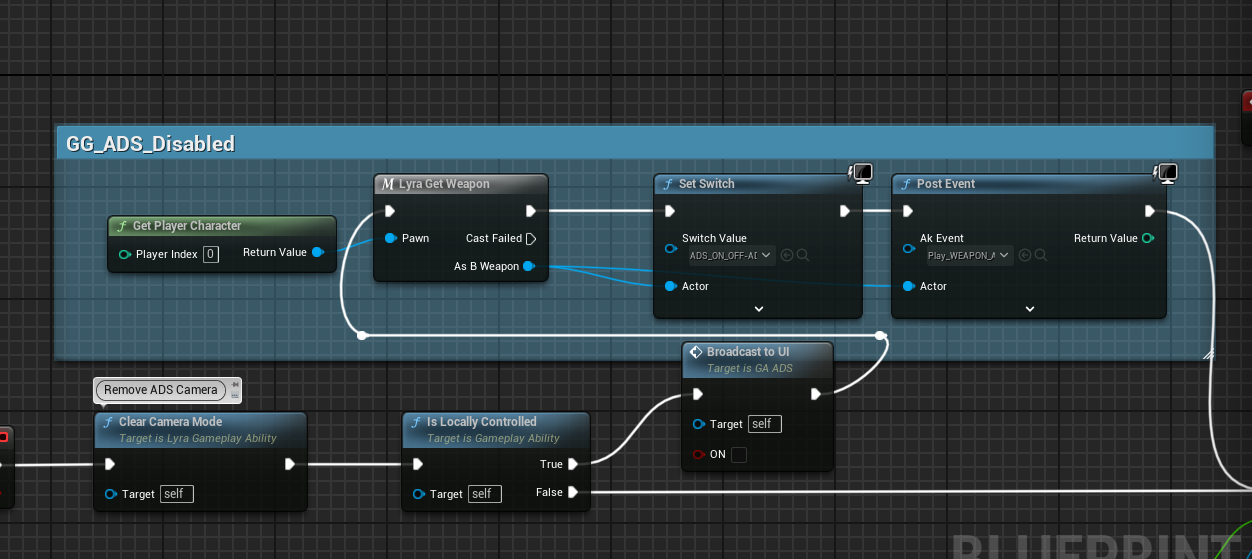 GG_ADS_Disabled
Lyra Get Weapon
Pawn
Cast Failed
As B Weapon
Set Switch
Switch Value
ADS_ON_OFF-AD
Actor
Post Event
Ak Event
Play_WEAPON_A
Return Value
Actor
Get Player Character
Player Index 0
Return Value
Broadcast to UI
Target is GA ADS
Target self
ON
Remove ADS Camera
Clear Camera Mode
Target is Lyra Gameplay Ability
Target self
Is Locally Controlled
Target is Gameplay Ability
True
Target self
False
BLUEPRINT